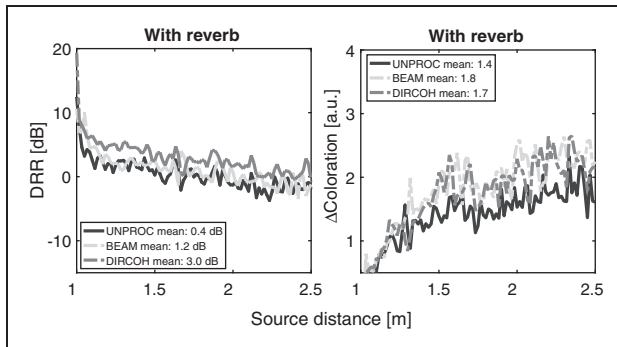 With reverb
20
10
0
-10
DRR [dB]
UNPROC mean: 0.4 dB
BEAM mean: 1.2 dB
DIRCOH mean: 3.0 dB
1
1.5
2
2.5
With reverb
4
3
2
1
ΔColoration [a.u.]
UNPROC mean: 1.4
BEAM mean: 1.8
DIRCOH mean: 1.7
1
1.5
2
2.5
Source distance [m]